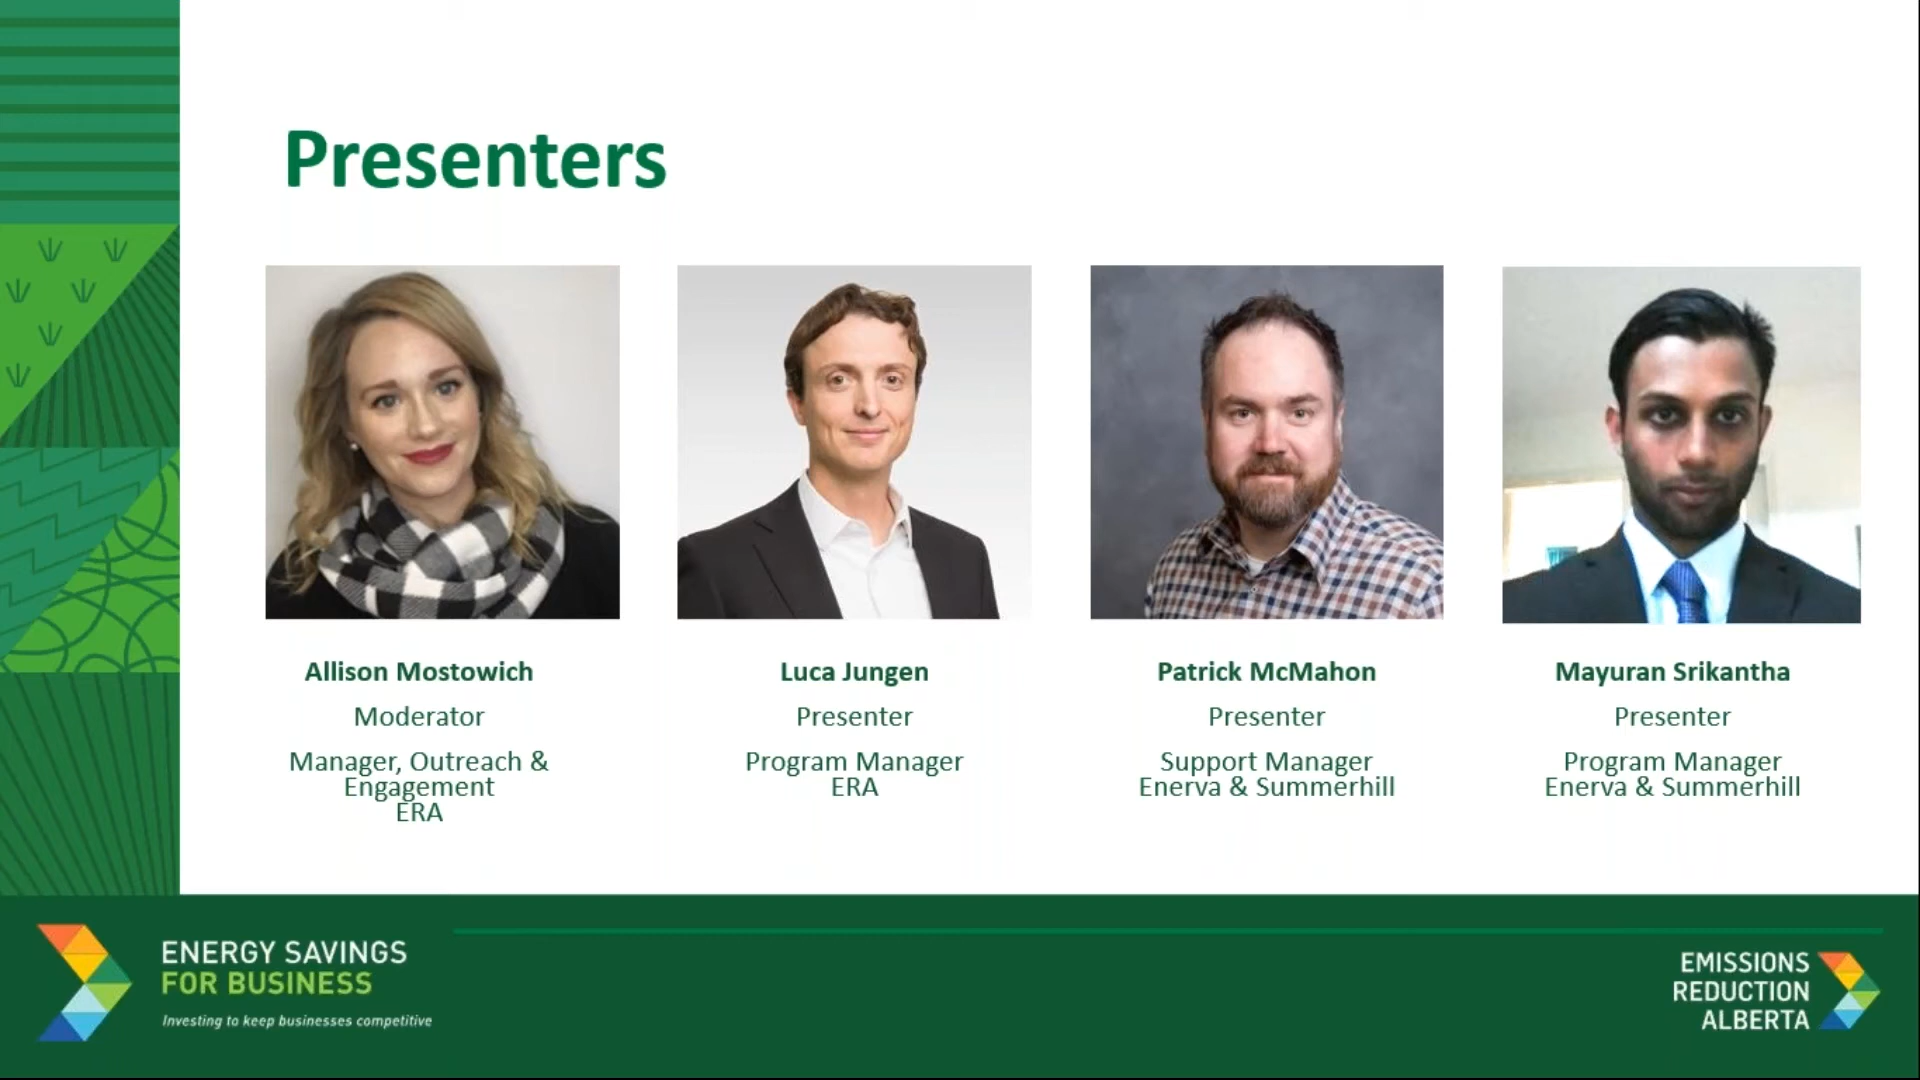 Presenters
Allison Mostowich
Moderator
Manager, Outreach &
Engagement
ERA
Luca Jungen
Presenter
Program Manager
ERA
Patrick McMahon
Presenter
Support Manager
Enerva & Summerhill
Mayuran Srikantha
Presenter
Program Manager
Enerva & Summerhill
ENERGY SAVINGS
FOR BUSINESS
Investing to keep businesses competitive
EMISSIONS
REDUCTION
ALBERTA